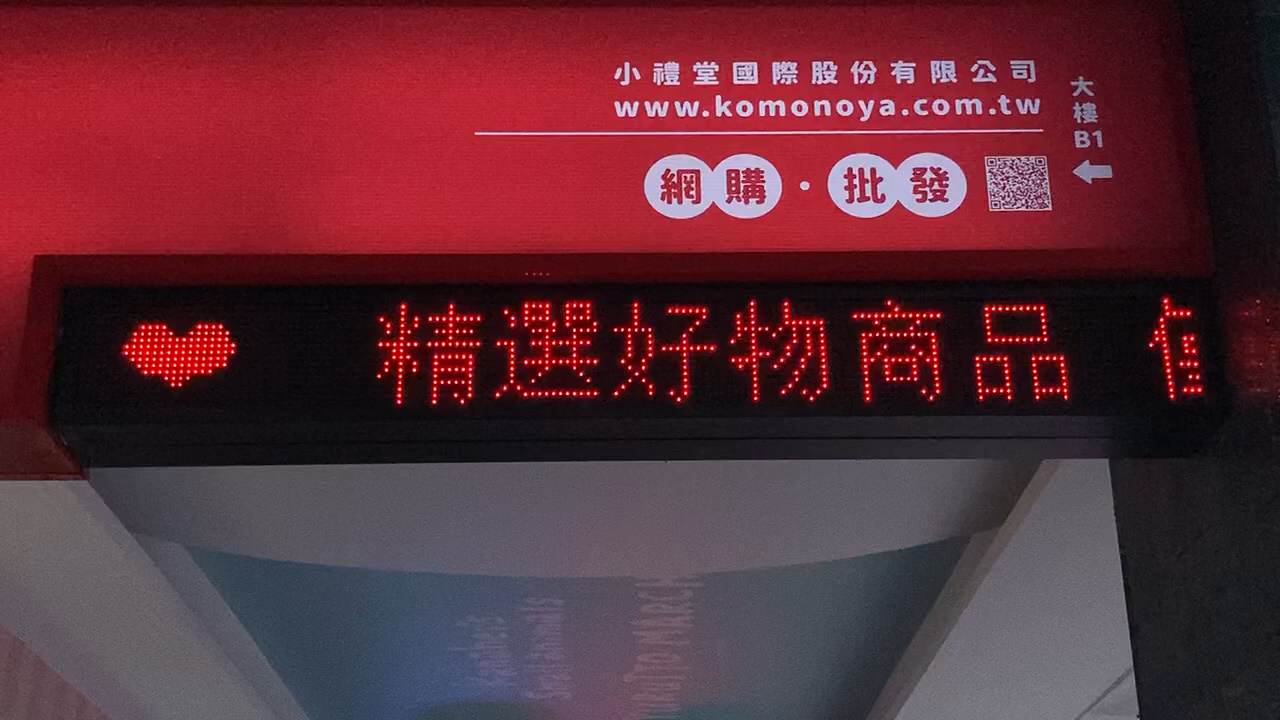 小禮堂國際股份有限公司
www.komonoya.com.tw
網購・批發
大樓
B1
精選好物商品